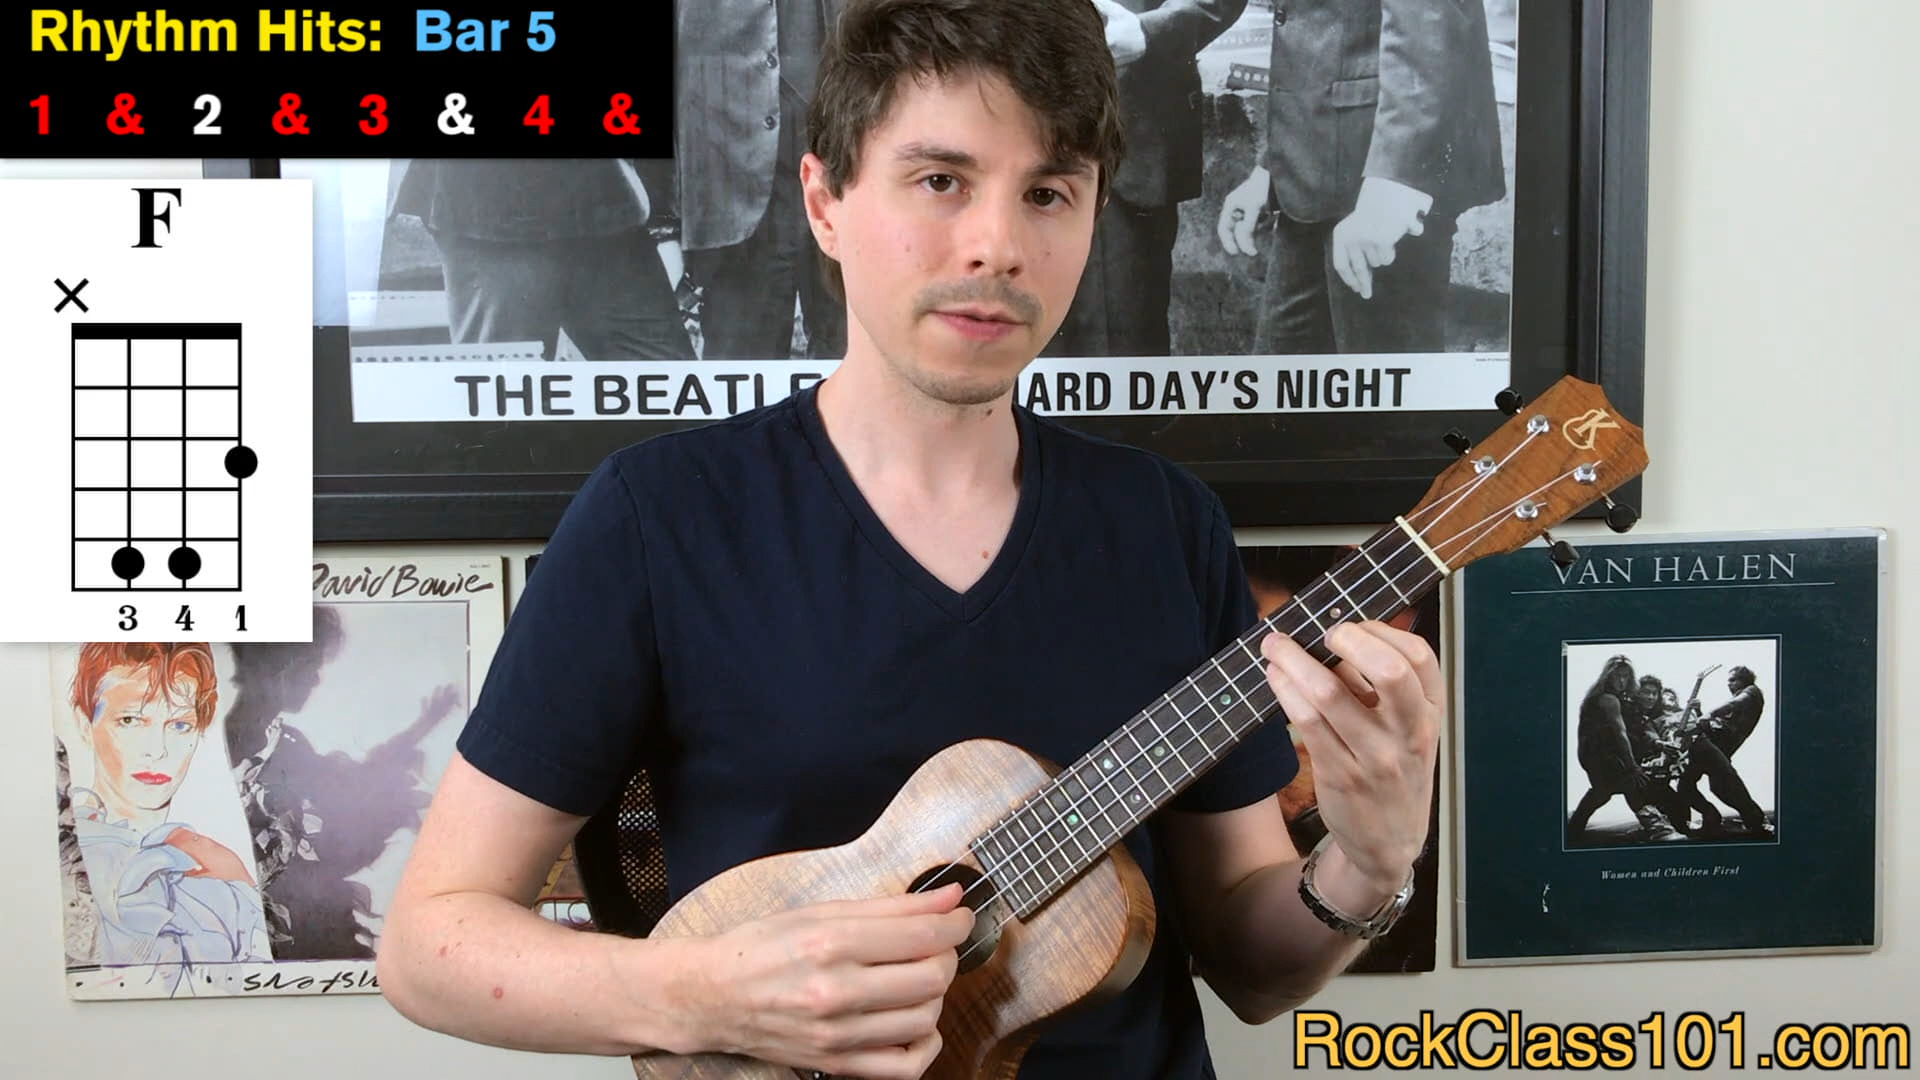 Rhythm Hits: Bar 5
1 & 2 & 3 & 4 &
F
×
3 4 1
THE BEATL ARD DAY'S NIGHT
K
David Bowie
VAN HALEN
Women and Children First
RockClass101.com